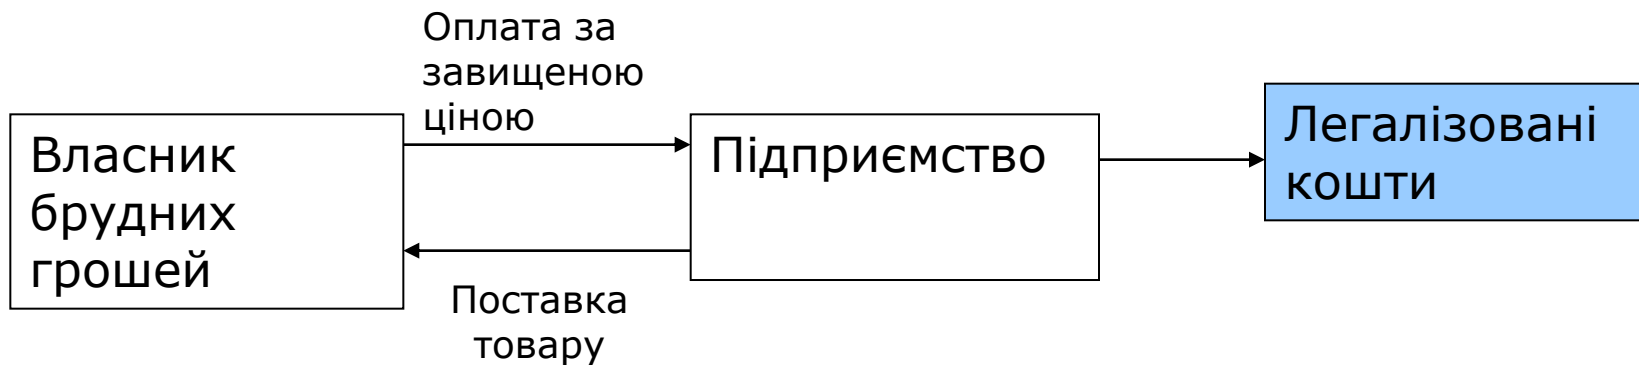 Оплата за
завищеною
ціною
Власник
брудних
грошей
Підприємство
Легалізовані
кошти
Поставка
товару